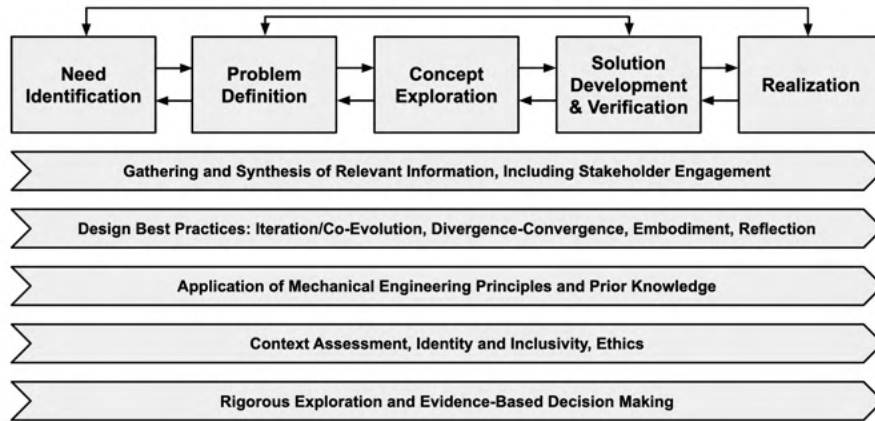 Need
Identification
Problem
Definition
Concept
Exploration
Solution
Development
& Verification
Realization
Gathering and Synthesis of Relevant Information, Including Stakeholder Engagement
Design Best Practices: Iteration/Co-Evolution, Divergence-Convergence, Embodiment, Reflection
Application of Mechanical Engineering Principles and Prior Knowledge
Context Assessment, Identity and Inclusivity, Ethics
Rigorous Exploration and Evidence-Based Decision Making